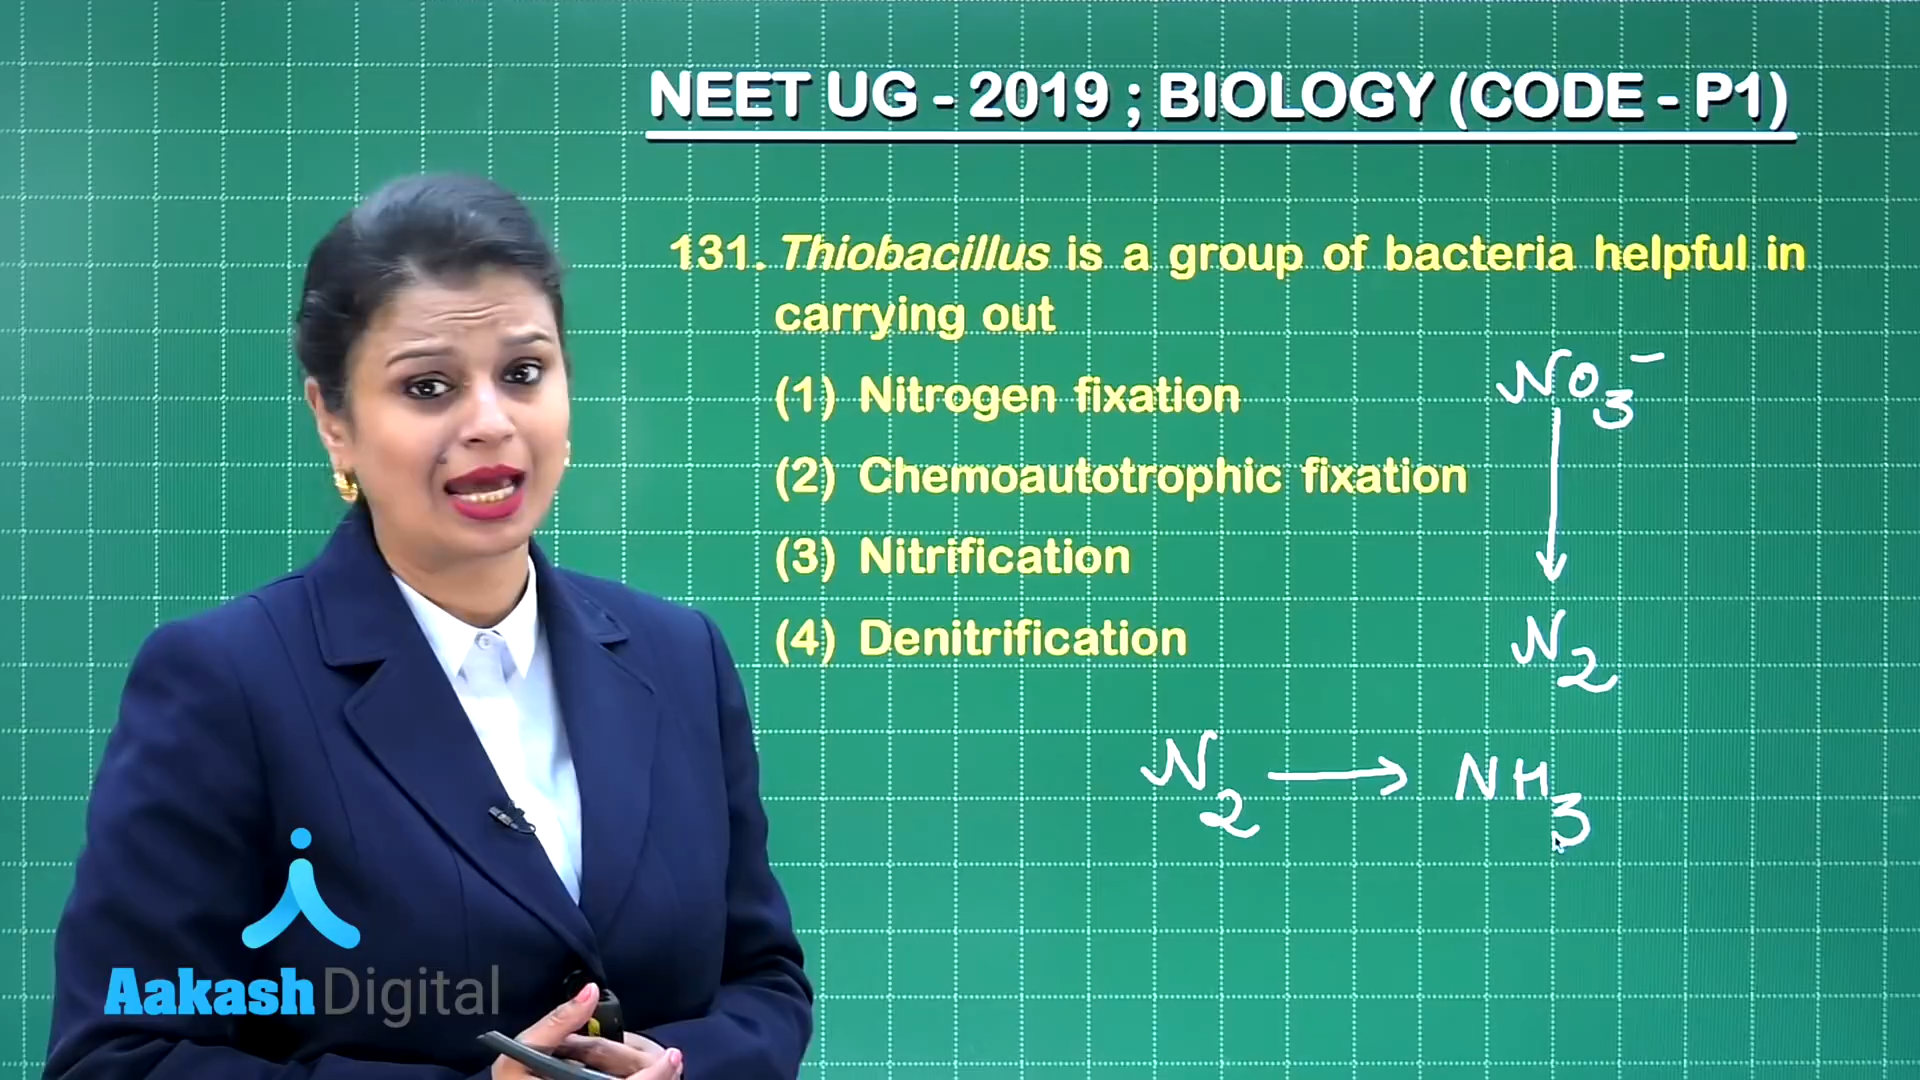 NEET UG - 2019 ; BIOLOGY (CODE - P1)
131. Thiobacillus is a group of bacteria helpful in
carrying out
(1) Nitrogen fixation
(2) Chemoautotrophic fixation
(3) Nitrification
(4) Denitrification
NO₃⁻
N₂
N₂ → NH₃
Aakash Digital